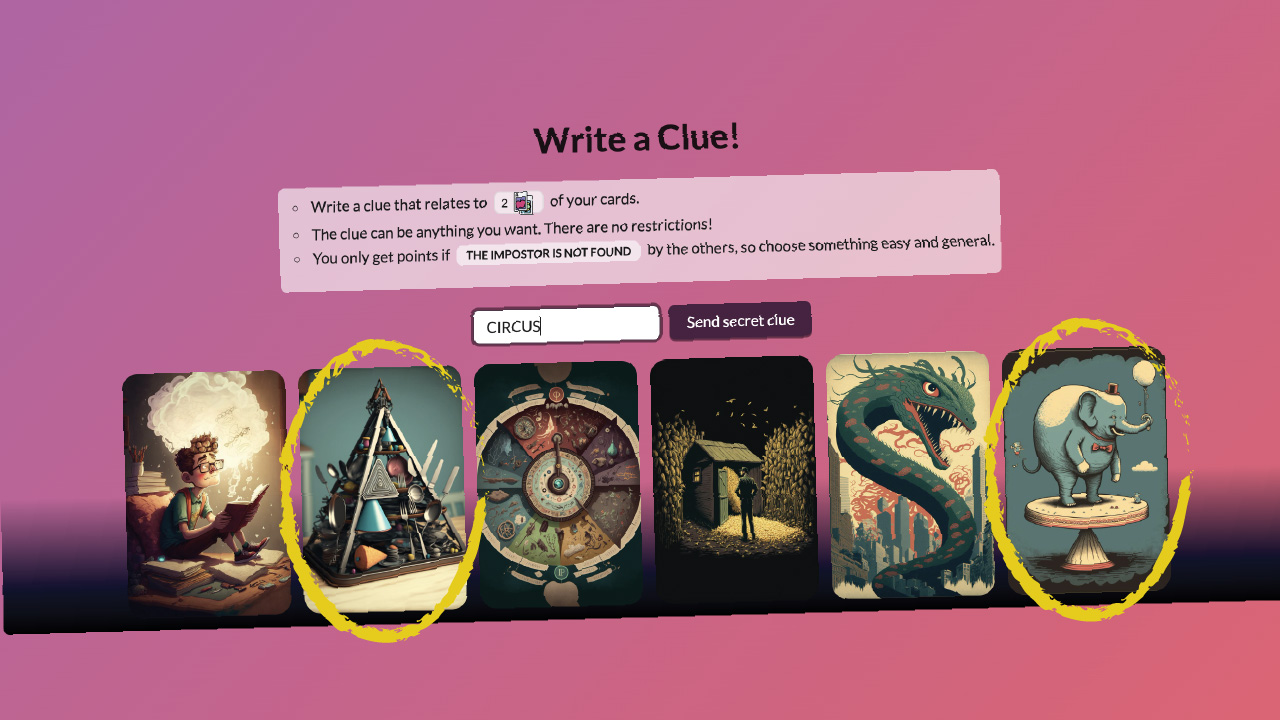 Write a Clue!
Write a clue that relates to 2 of your cards.
The clue can be anything you want. There are no restrictions!
You only get points if THE IMPOSTOR IS NOT FOUND by the others, so choose something easy and general.
CIRCUS
Send secret clue